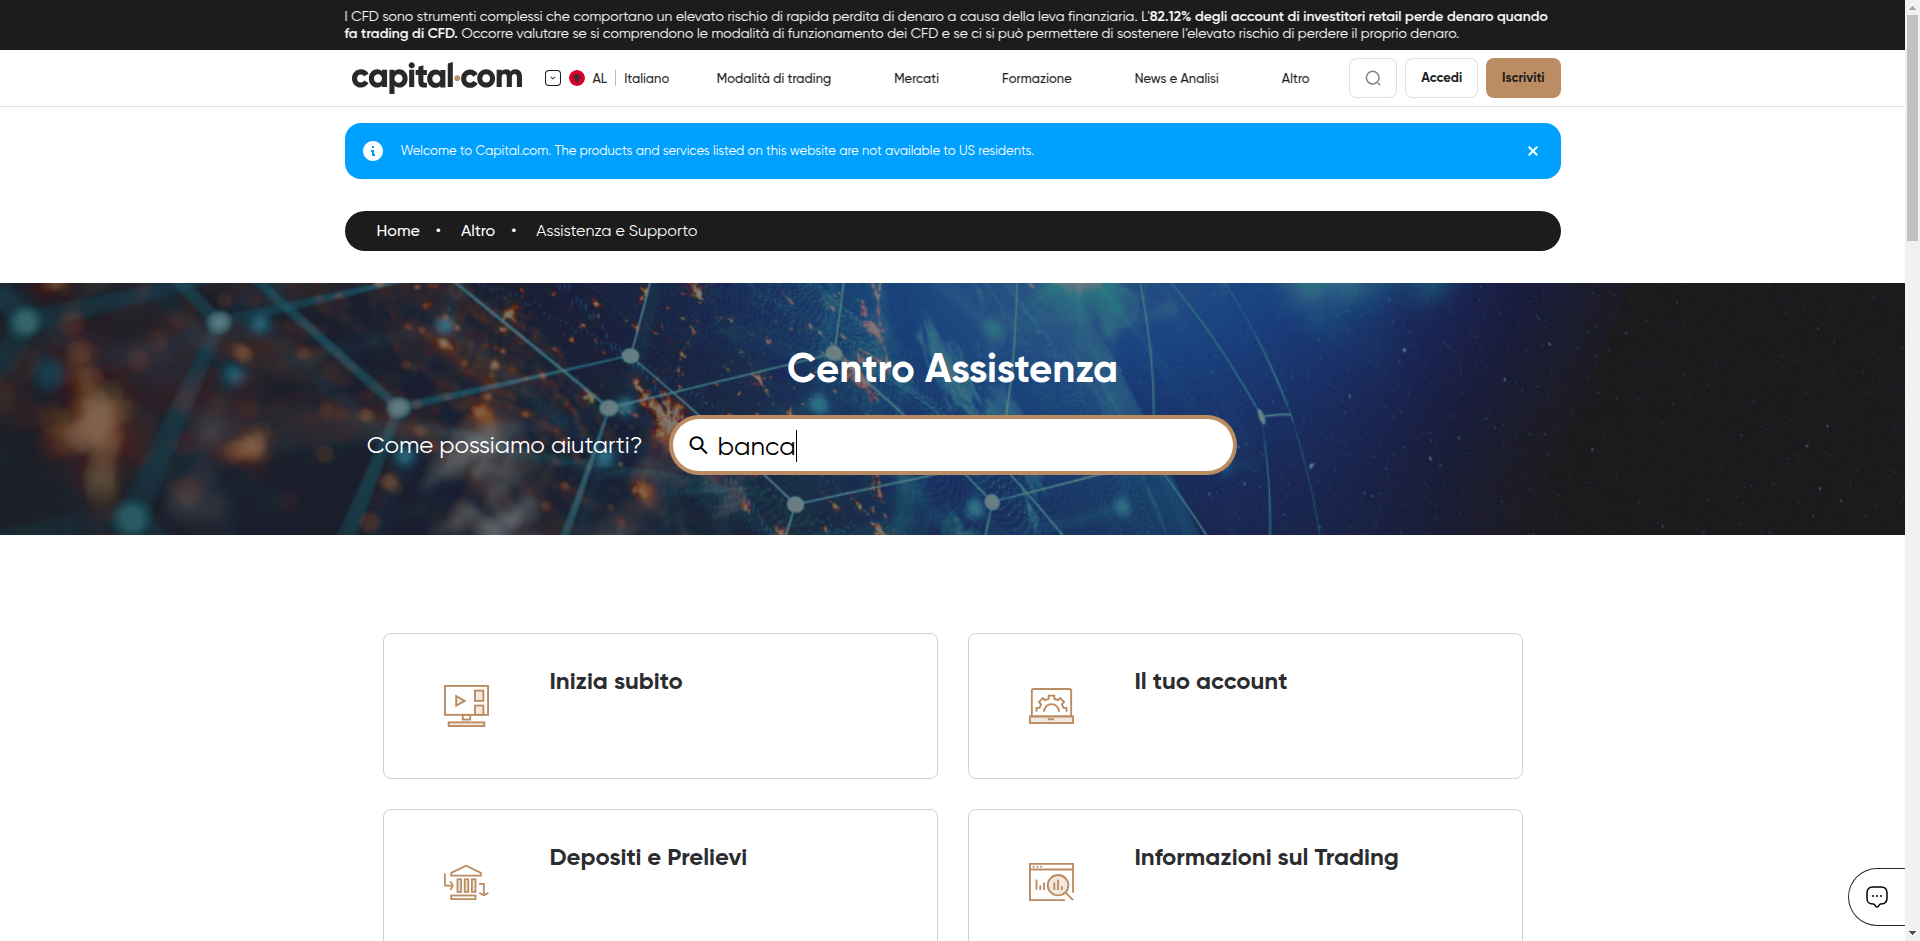 I CFD sono strumenti complessi che comportano un elevato rischio di rapida perdita di denaro a causa della leva finanziaria. L'82.12% degli account di investitori retail perde denaro quando
fa trading di CFD. Occorre valutare se si comprendono le modalità di funzionamento dei CFD e se ci si può permettere di sostenere l'elevato rischio di perdere il proprio denaro.
capital.com
AL
Italiano
Modalità di trading
Mercati
Formazione
News e Analisi
Altro
Accedi
Iscriviti
Welcome to Capital.com. The products and services listed on this website are not available to US residents.
Home
Altro
Assistenza e Supporto
Centro Assistenza
Come possiamo aiutarti?
banca
Inizia subito
Il tuo account
Depositi e Prelievi
Informazioni sul Trading